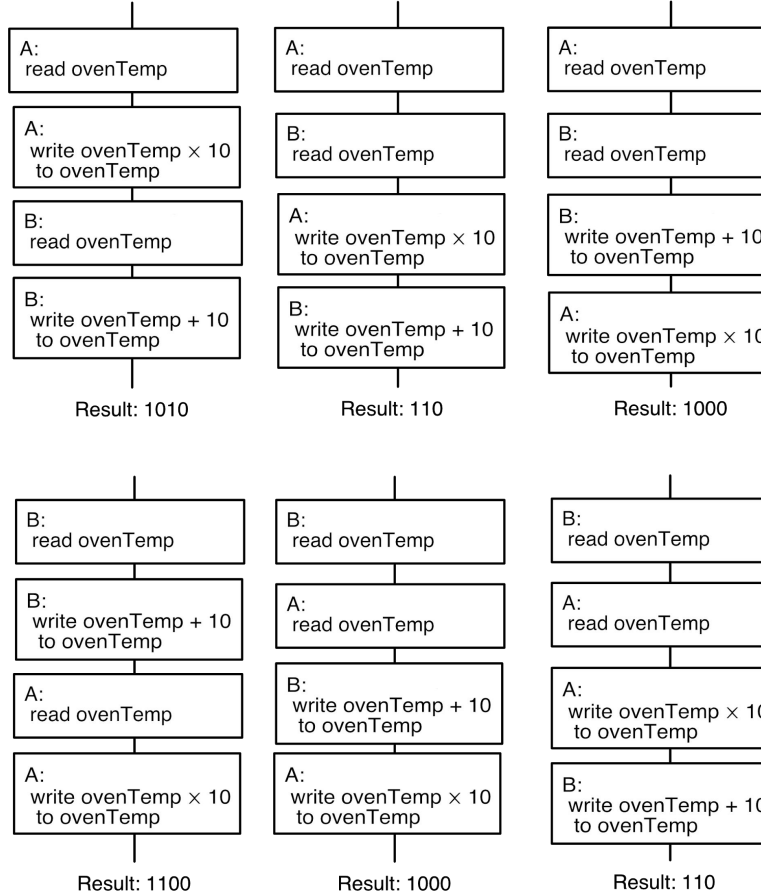 A:
read ovenTemp
A:
write ovenTemp × 10
to ovenTemp
B:
read ovenTemp
B:
write ovenTemp + 10
to ovenTemp
Result: 1010
A:
read ovenTemp
B:
read ovenTemp
A:
write ovenTemp × 10
to ovenTemp
B:
write ovenTemp + 10
to ovenTemp
Result: 110
A:
read ovenTemp
B:
read ovenTemp
B:
write ovenTemp + 10
to ovenTemp
A:
write ovenTemp × 10
to ovenTemp
Result: 1000
B:
read ovenTemp
B:
write ovenTemp + 10
to ovenTemp
A:
read ovenTemp
A:
write ovenTemp × 10
to ovenTemp
Result: 1100
B:
read ovenTemp
A:
read ovenTemp
B:
write ovenTemp + 10
to ovenTemp
A:
write ovenTemp × 10
to ovenTemp
Result: 1000
B:
read ovenTemp
A:
read ovenTemp
A:
write ovenTemp × 10
to ovenTemp
B:
write ovenTemp + 10
to ovenTemp
Result: 110